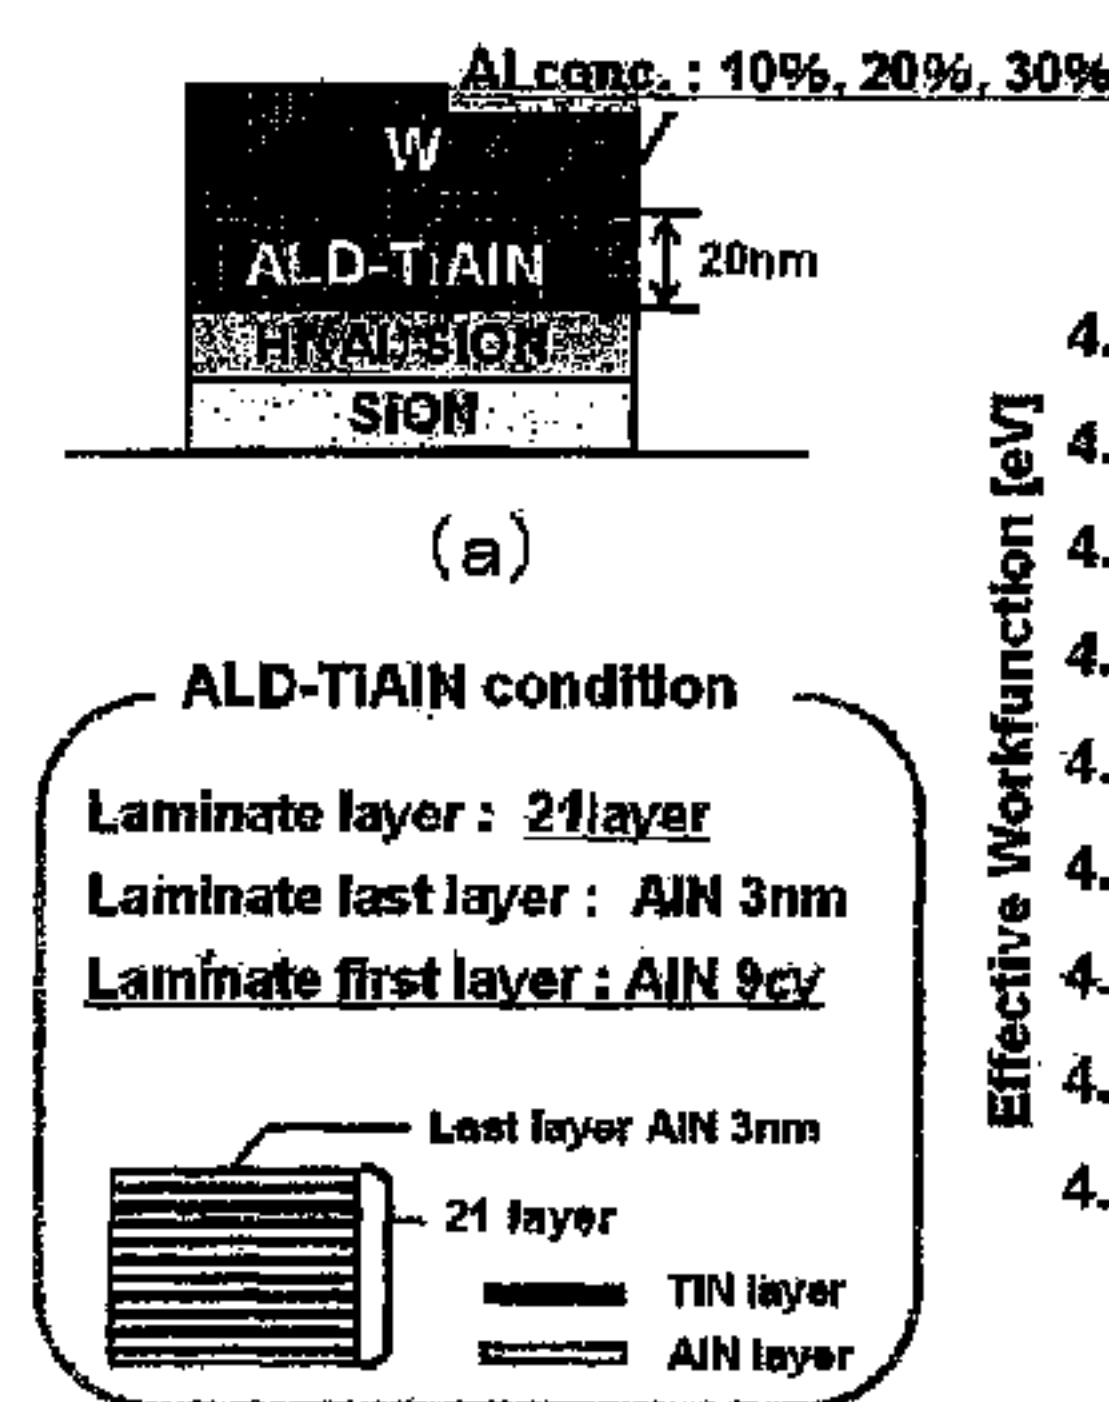 Al conc. : 10%, 20%, 30%
W
ALD-TiAlN
20nm
HfAlSiON
SiON
(a)
ALD-TiAlN condition
Laminate layer : 21layer
Laminate last layer : AlN 3nm
Laminate first layer : AlN 9cy
Last layer AlN 3nm
21 layer
TiN layer
AlN layer
Effective Workfunction [eV]
4.
4.
4.
4.
4.
4.
4.
4.
4.